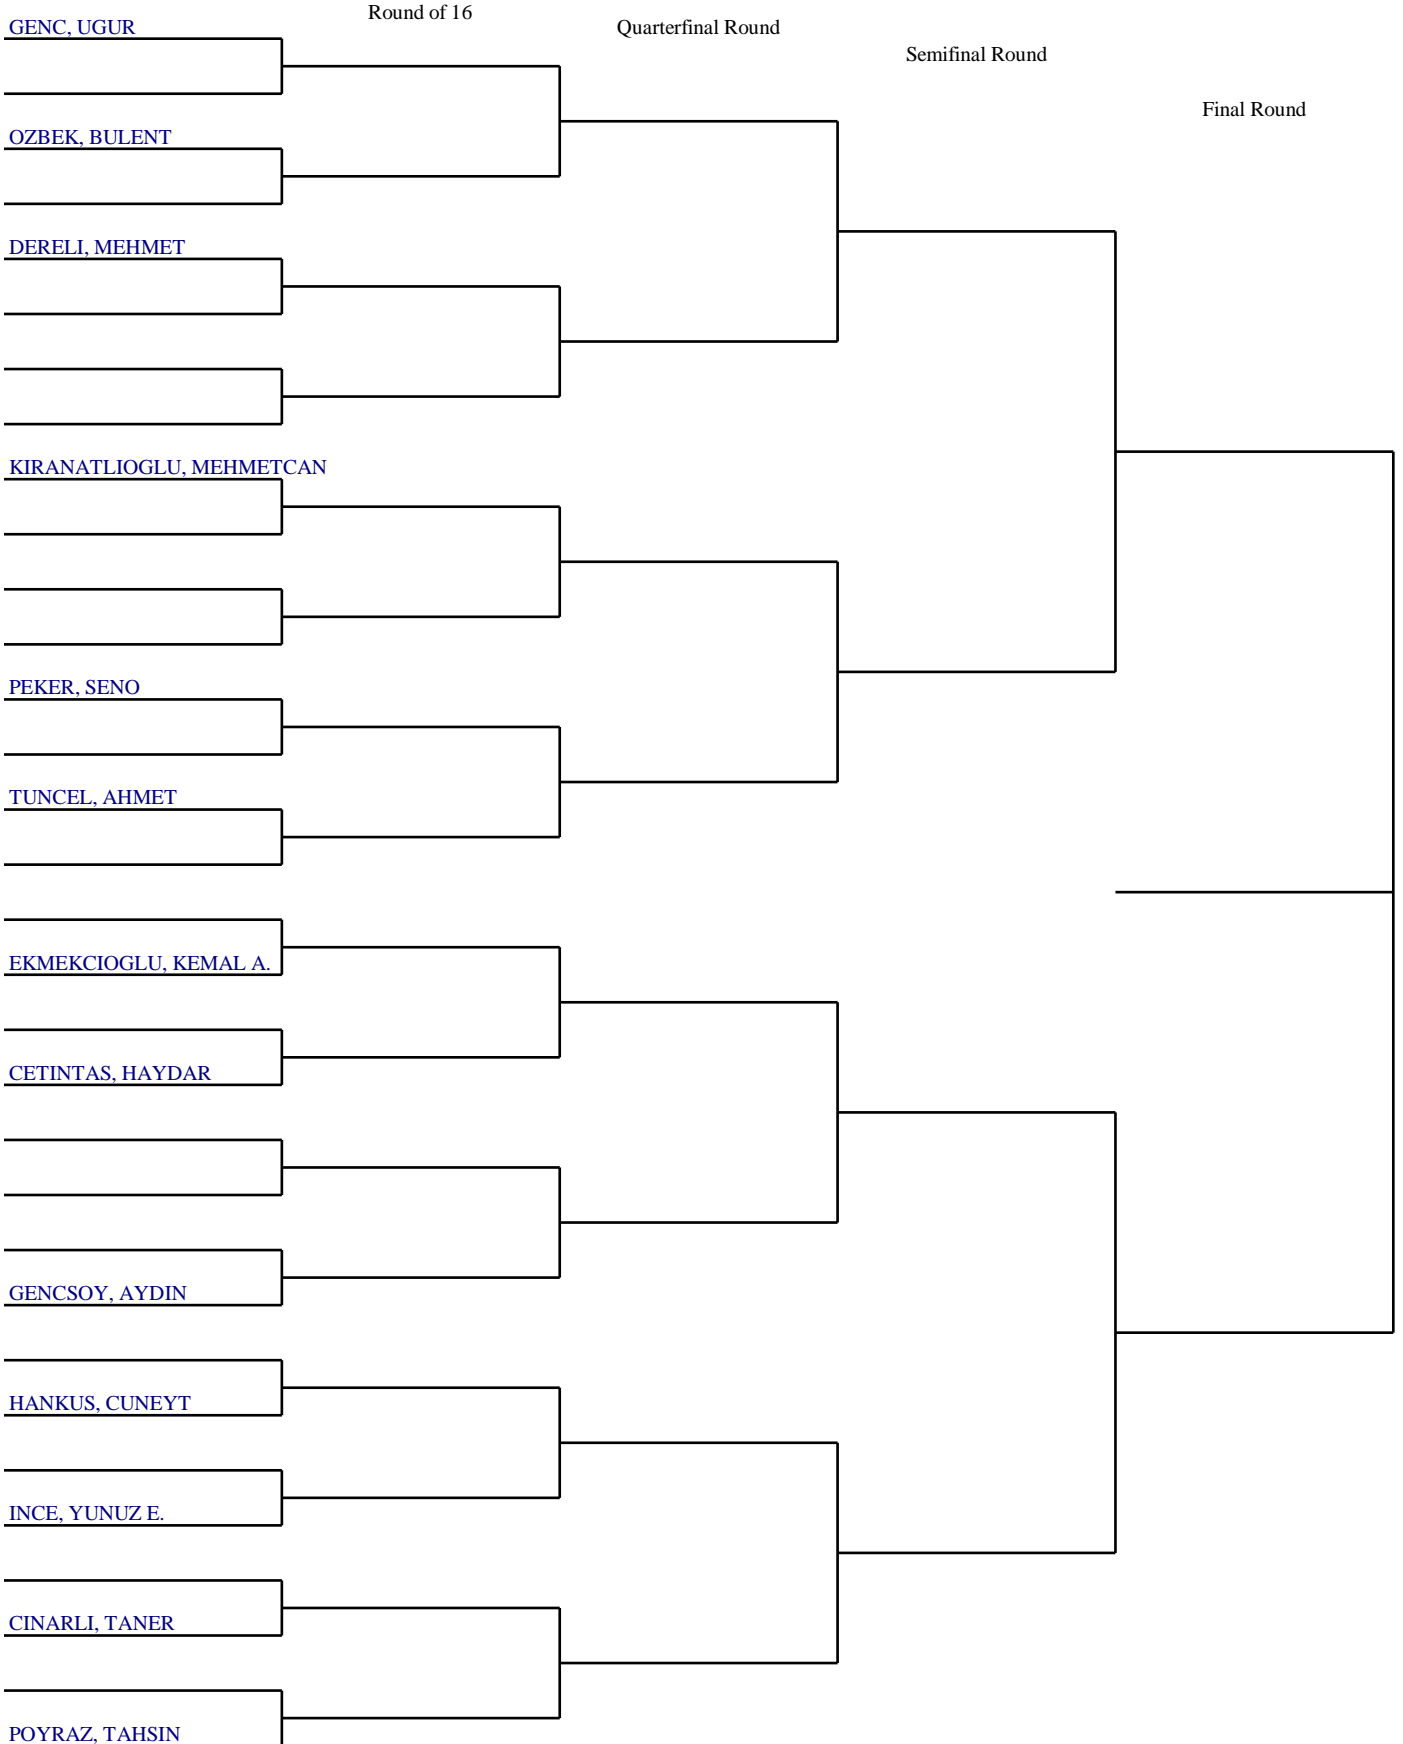 Round of 16
Quarterfinal Round
Semifinal Round
Final Round
GENC, UGUR
OZBEK, BULENT
DERELI, MEHMET
KIRANATLIOGLU, MEHMETCAN
PEKER, SENO
TUNCEL, AHMET
EKMEKCIOGLU, KEMAL A.
CETINTAS, HAYDAR
GENCSOY, AYDIN
HANKUS, CUNEYT
INCE, YUNUZ E.
CINARLI, TANER
POYRAZ, TAHSIN